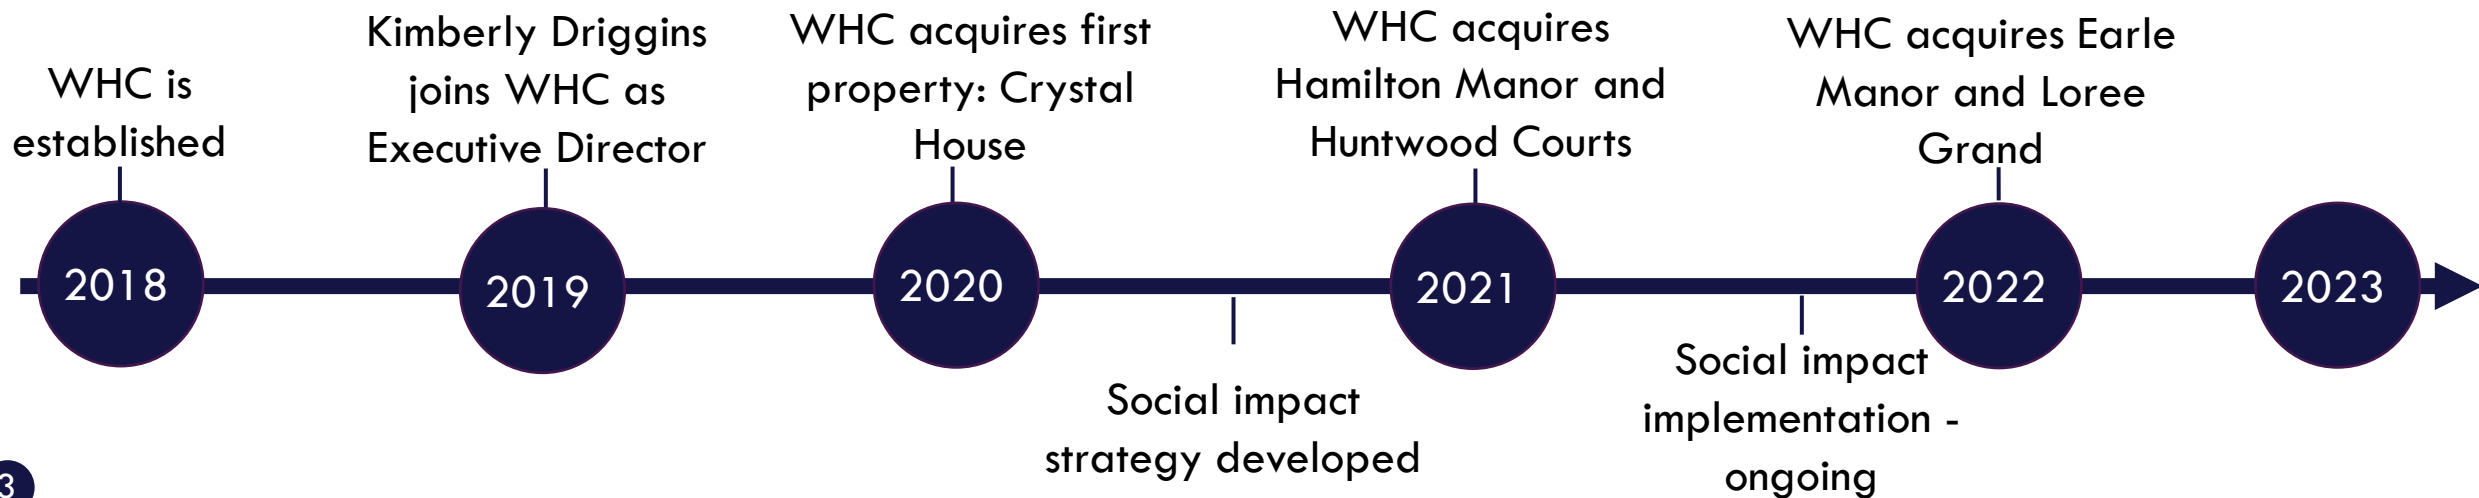 WHC is
established
Kimberly Driggins
joins WHC as
Executive Director
WHC acquires first
property: Crystal
House
WHC acquires
Hamilton Manor and
Huntwood Courts
WHC acquires Earle
Manor and Loree
Grand
2018
2019
2020
2021
2022
2023
Social impact
strategy developed
Social impact
implementation -
ongoing
3